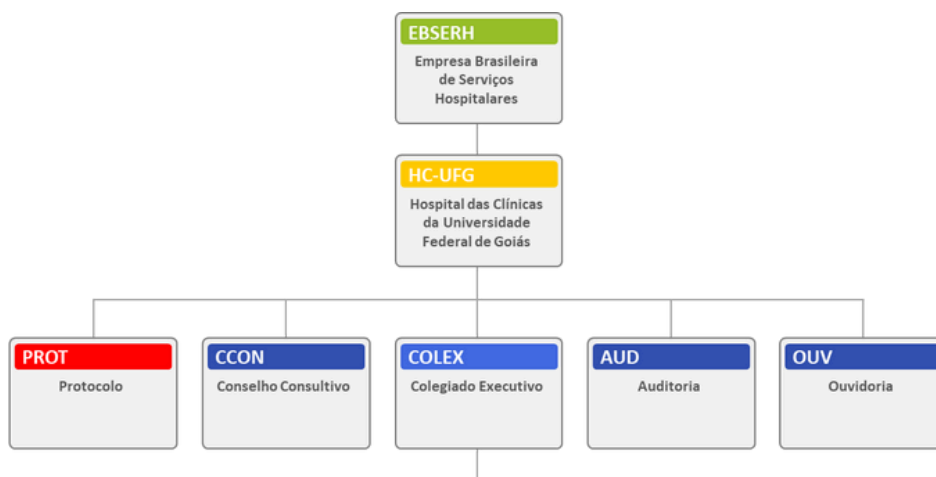 EBSERH
Empresa Brasileira
de Serviços
Hospitalares
HC-UFG
Hospital das Clínicas
da Universidade
Federal de Goiás
PROT
Protocolo
CCON
Conselho Consultivo
COLEX
Colegiado Executivo
AUD
Auditoria
OUV
Ouvidoria